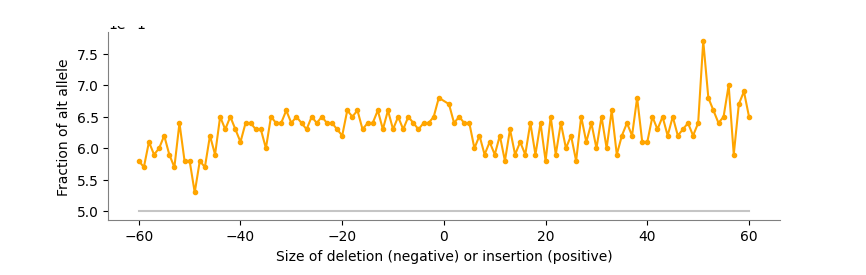 7.5
7.0
6.5
6.0
5.5
5.0
Fraction of alt allele
−60 −40 −20 0 20 40 60
Size of deletion (negative) or insertion (positive)